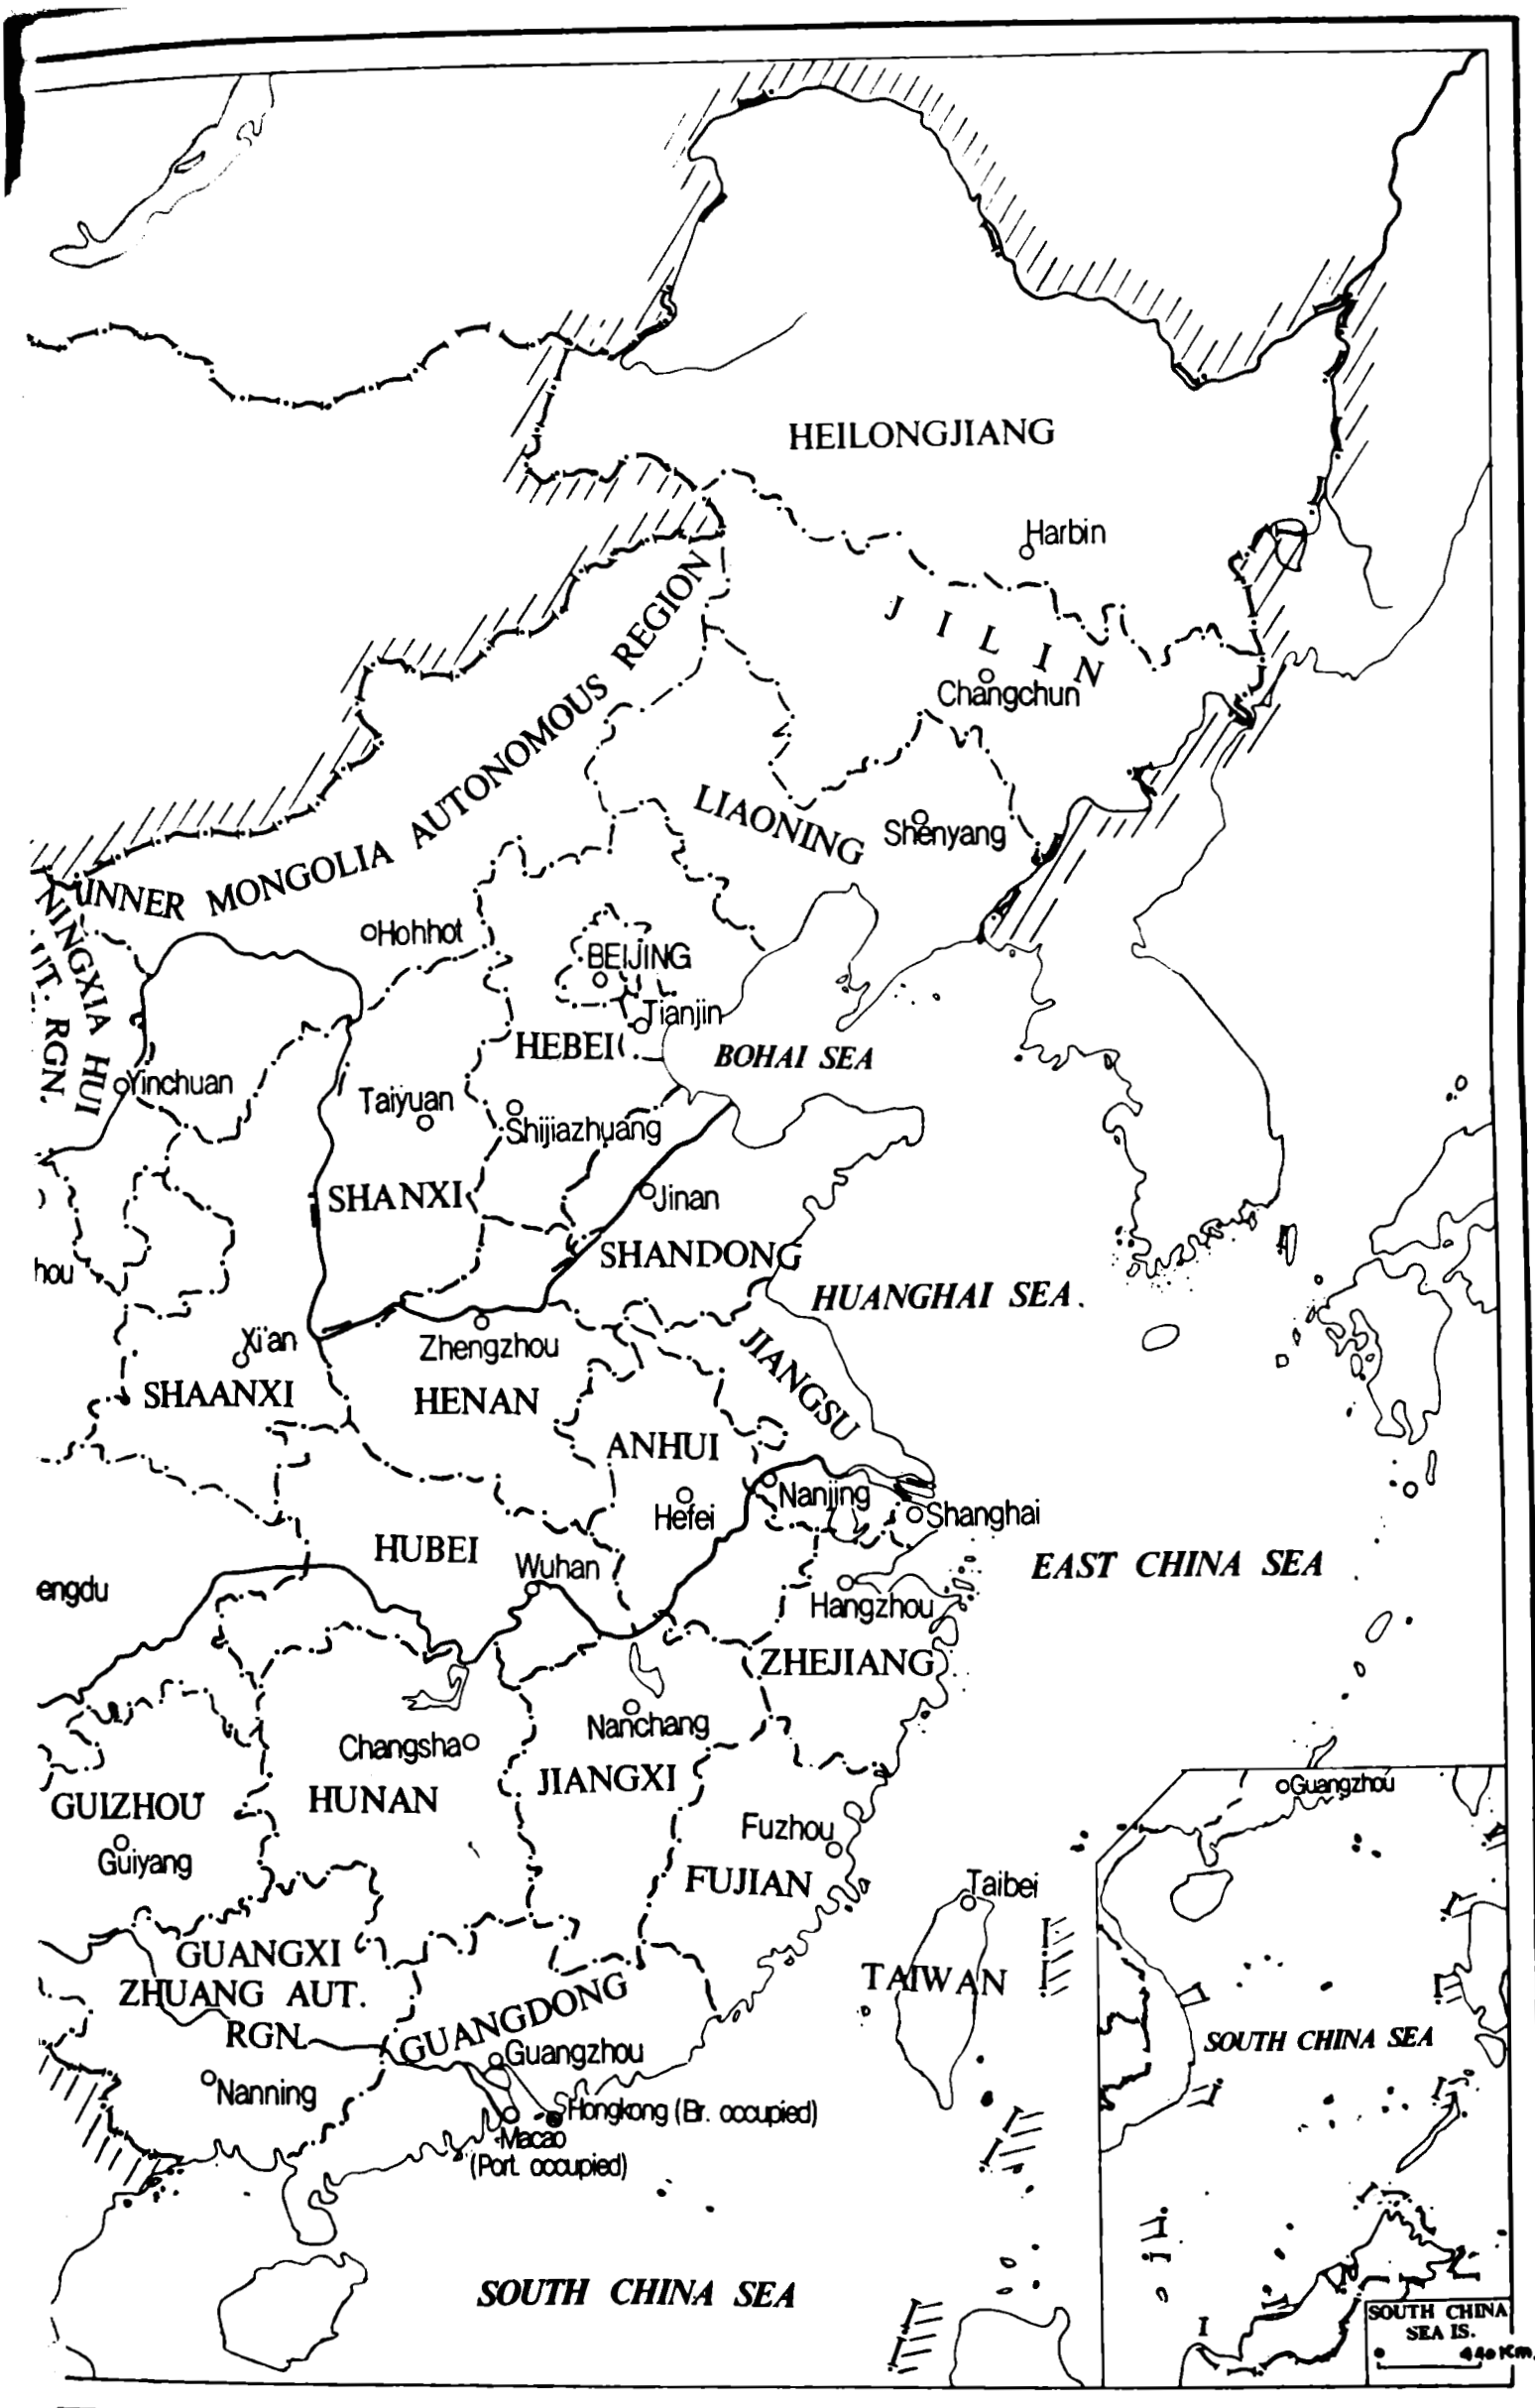 HEILONGJIANG
Harbin
JILIN
Changchun
INNER MONGOLIA AUTONOMOUS REGION
LIAONING
Shenyang
NINGXIA HUI
UT. RGN.
Hohhot
BEIJING
Tianjin
HEBEI
BOHAI SEA
Yinchuan
Taiyuan
Shijiazhuang
SHANXI
Jinan
SHANDONG
hou
HUANGHAI SEA.
Xi'an
Zhengzhou
JIANGSU
SHAANXI
HENAN
ANHUI
Nanjing
Hefei
Shanghai
HUBEI
Wuhan
EAST CHINA SEA
engdu
Hangzhou
ZHEJIANG
Nanchang
Changsha
JIANGXI
GUIZHOU
HUNAN
Guiyang
Fuzhou
FUJIAN
Taibei
TAIWAN
GUANGXI
ZHUANG AUT.
RGN.
GUANGDONG
Guangzhou
Nanning
Hongkong (Br. occupied)
Macao
(Port. occupied)
SOUTH CHINA SEA
Guangzhou
SOUTH CHINA SEA
SOUTH CHINA
SEA IS.
440 Km.